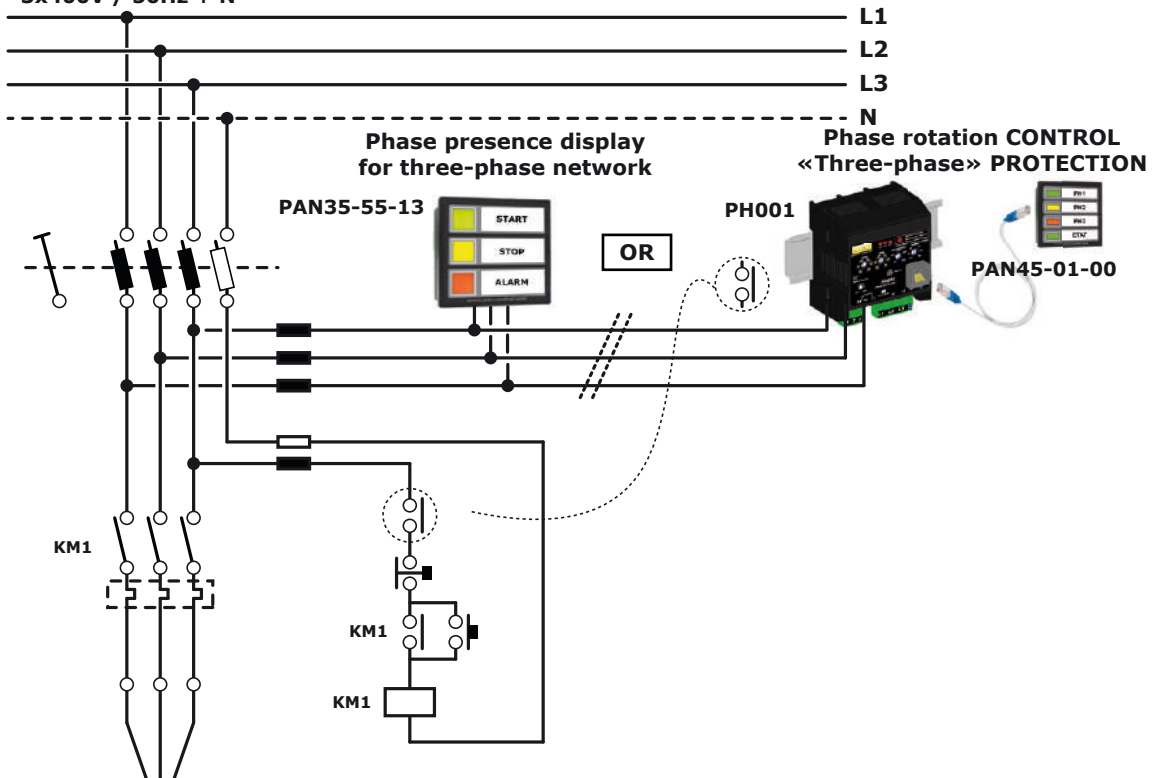 L1
L2
L3
N
Phase presence display
for three-phase network
Phase rotation CONTROL
«Three-phase» PROTECTION
PAN35-55-13
START
STOP
ALARM
OR
PH001
PAN45-01-00
KM1
KM1
KM1